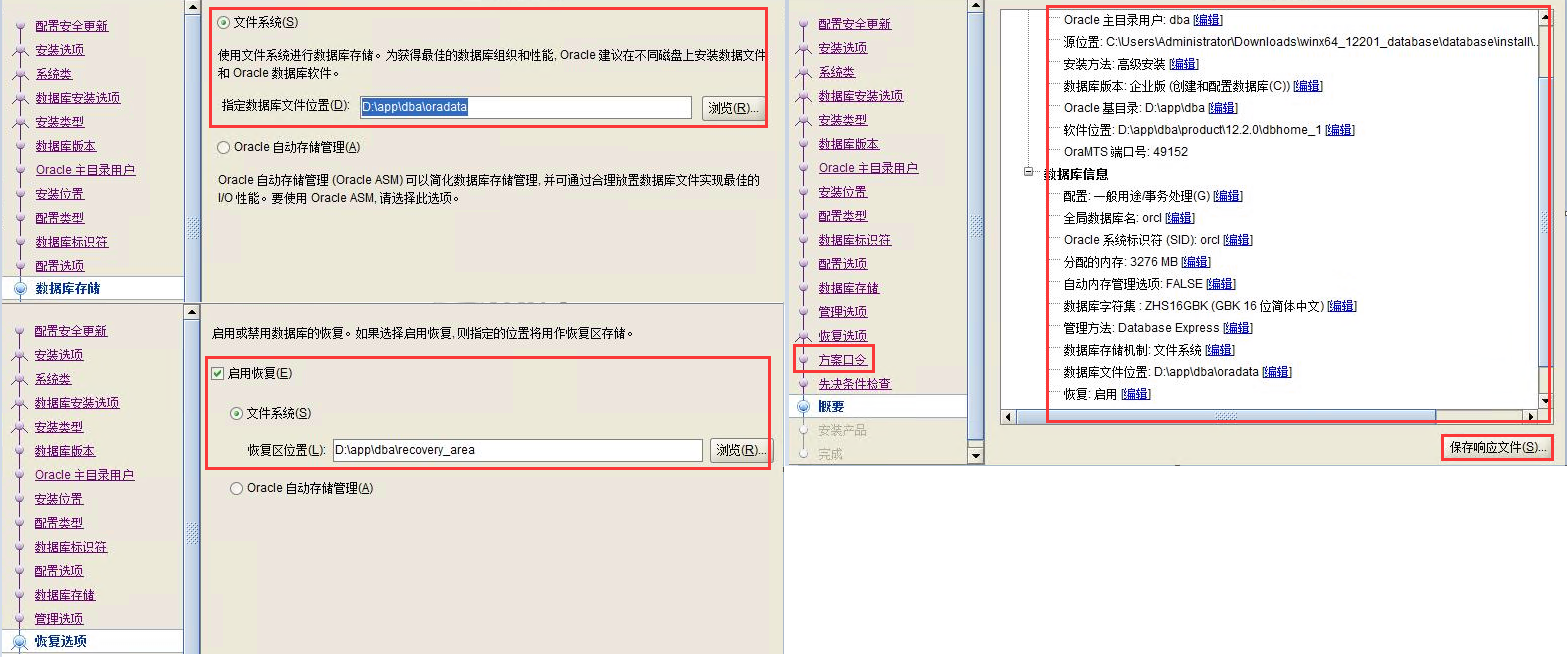 配置安全更新
安装选项
系统类
数据库安装选项
安装类型
数据库版本
Oracle 主目录用户
安装位置
配置类型
数据库标识符
配置选项
数据库存储
文件系统(S)
使用文件系统进行数据库存储。为获得最佳的数据库组织和性能, Oracle 建议在不同磁盘上安装数据文件
和 Oracle 数据库软件。
指定数据库文件位置(D): D:\app\dba\oradata 浏览(R)...
Oracle 自动存储管理(A)
Oracle 自动存储管理 (Oracle ASM) 可以简化数据库存储管理, 并可通过合理放置数据库文件实现最佳的
I/O 性能。要使用 Oracle ASM, 请选择此选项。
配置安全更新
安装选项
系统类
数据库安装选项
安装类型
数据库版本
Oracle 主目录用户
安装位置
配置类型
数据库标识符
配置选项
数据库存储
管理选项
恢复选项
启用或禁用数据库的恢复。如果选择启用恢复, 则指定的位置将用作恢复区存储。
启用恢复(E)
文件系统(S)
恢复区位置(L): D:\app\dba\recovery_area 浏览(R)...
Oracle 自动存储管理(A)
配置安全更新
安装选项
系统类
数据库安装选项
安装类型
数据库版本
Oracle 主目录用户
安装位置
配置类型
数据库标识符
配置选项
数据库存储
管理选项
恢复选项
方案口令
先决条件检查
概要
安装产品
完成
Oracle 主目录用户: dba [编辑]
源位置: C:\Users\Administrator\Downloads\winx64_12201_database\database\install\..
安装方法: 高级安装 [编辑]
数据库版本: 企业版 (创建和配置数据库(C)) [编辑]
Oracle 基目录: D:\app\dba [编辑]
软件位置: D:\app\dba\product\12.2.0\dbhome_1 [编辑]
OraMTS 端口号: 49152
数据库信息
配置: 一般用途/事务处理(G) [编辑]
全局数据库名: orcl [编辑]
Oracle 系统标识符 (SID): orcl [编辑]
分配的内存: 3276 MB [编辑]
自动内存管理选项: FALSE [编辑]
数据库字符集 : ZHS16GBK (GBK 16 位简体中文) [编辑]
管理方法: Database Express [编辑]
数据库存储机制: 文件系统 [编辑]
数据库文件位置: D:\app\dba\oradata [编辑]
恢复: 启用 [编辑]
保存响应文件(S)...